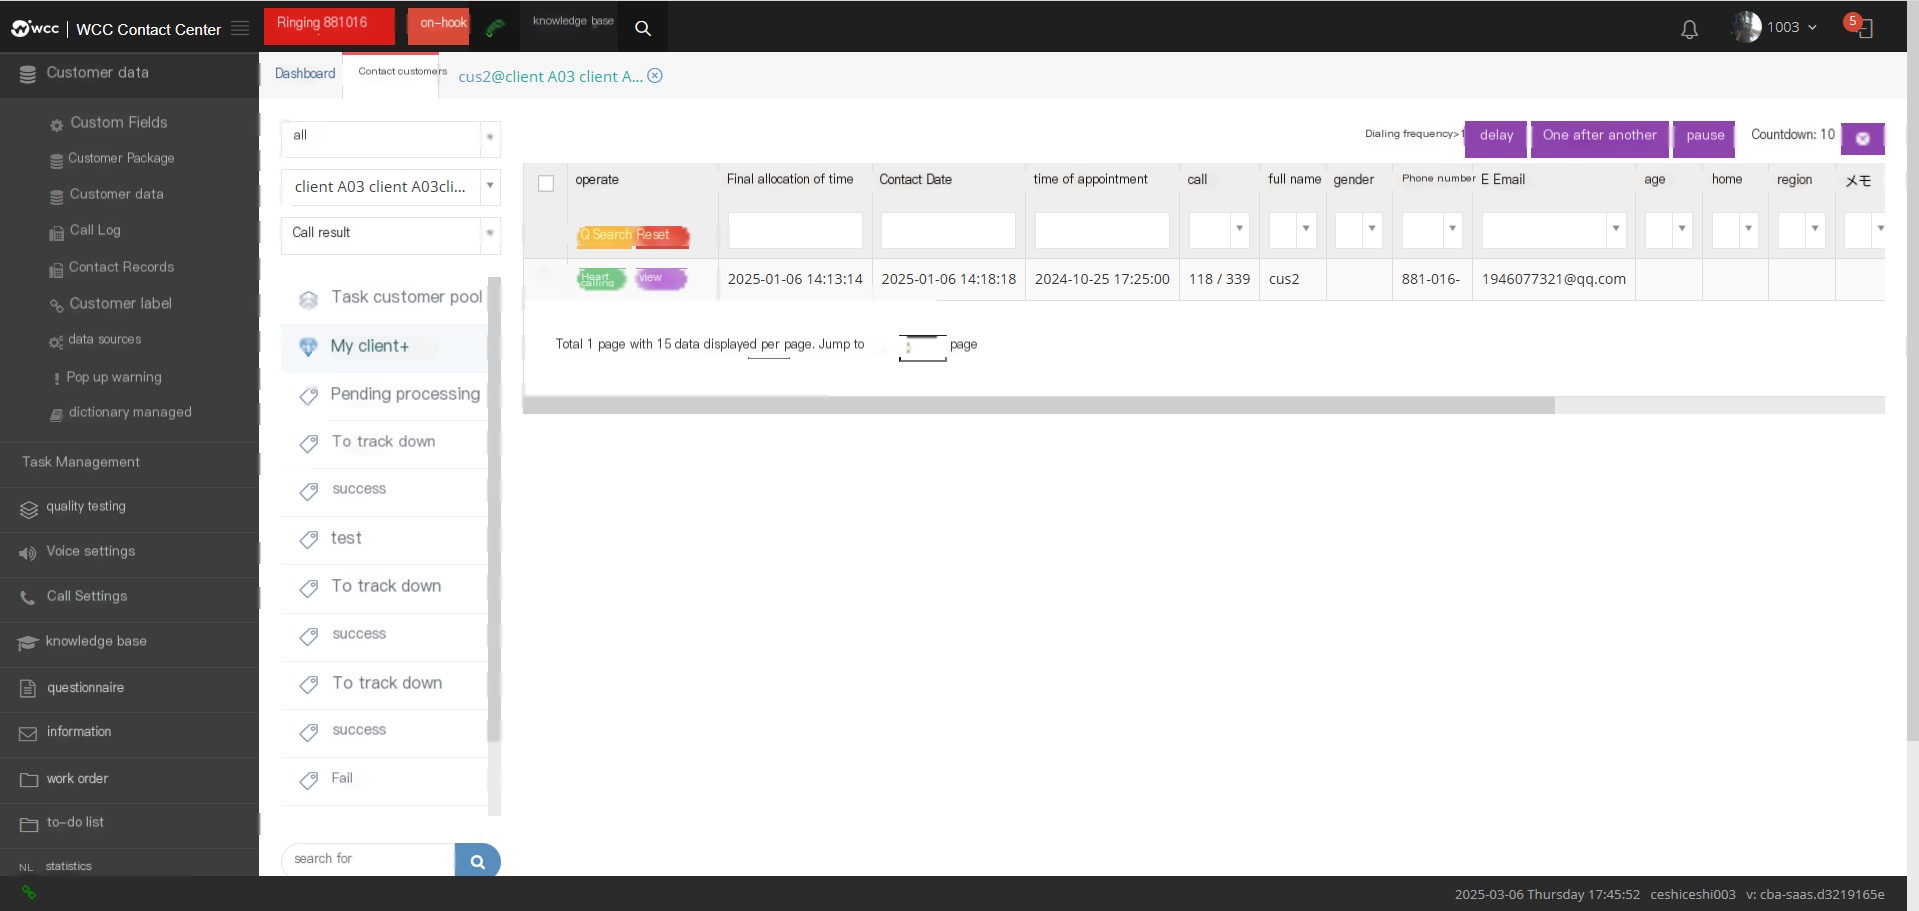 wcc | WCC Contact Center
Ringing 881016
on-hook
knowledge base
1003
5
Customer data
Custom Fields
Customer Package
Customer data
Call Log
Contact Records
Customer label
data sources
Pop up warning
dictionary managed
Task Management
quality testing
Voice settings
Call Settings
knowledge base
questionnaire
information
work order
to-do list
NL statistics
Dashboard
Contact customers
cus2@client A03 client A...
all
client A03 client A03cli...
Call result
Task customer pool
My client+
Pending processing
To track down
success
test
To track down
success
To track down
success
Fail
search for
Dialing frequency>1
delay
One after another
pause
Countdown: 10
operate Final allocation of time Contact Date time of appointment call full name gender Phone number E Email age home region メモ
Q Search Reset
Heart calling view 2025-01-06 14:13:14 2025-01-06 14:18:18 2024-10-25 17:25:00 118 / 339 cus2 881-016- 1946077321@qq.com
Total 1 page with 15 data displayed per page. Jump to page
2025-03-06 Thursday 17:45:52 ceshiceshi003 v: cba-saas.d3219165e